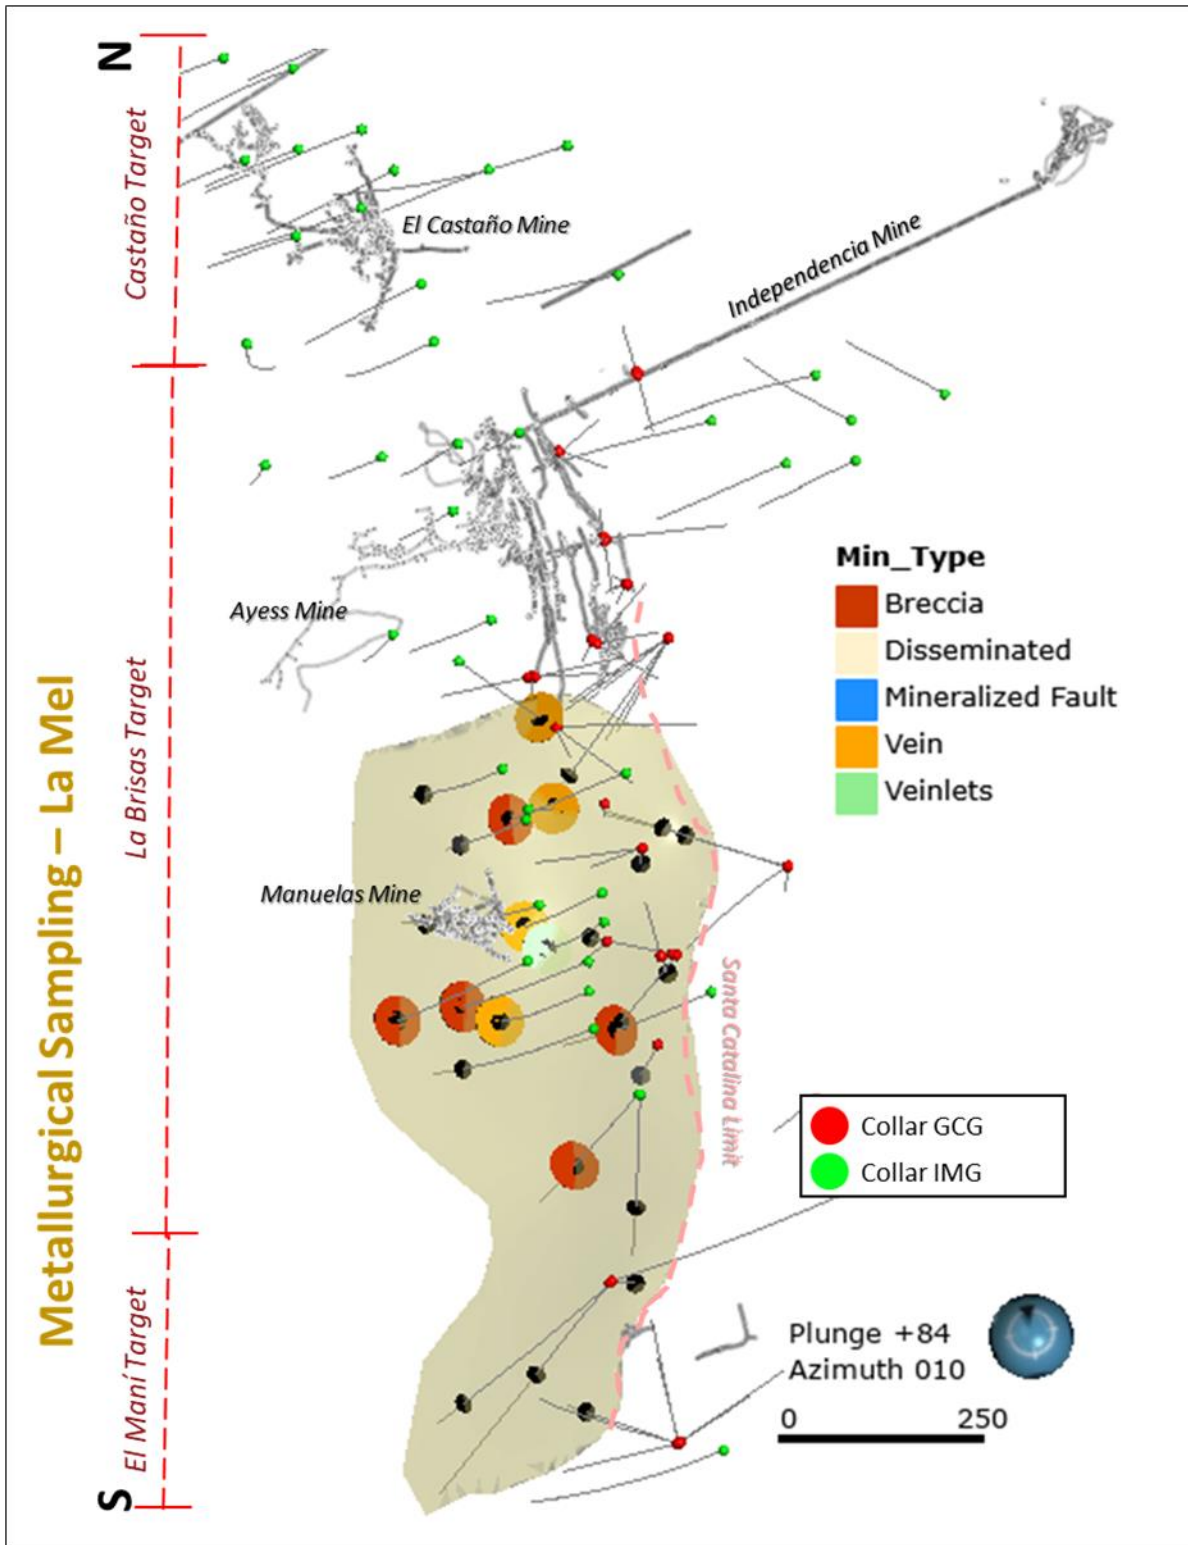 N
Castaño Target
El Castaño Mine
Independencia Mine
Min_Type
Breccia
Disseminated
Mineralized Fault
Vein
Veinlets
Ayess Mine
Metallurgical Sampling – La Mel
La Brisas Target
Manuelas Mine
Santa Catalina Limit
Collar GCG
Collar IMG
El Maní Target
Plunge +84
Azimuth 010
0 250
S